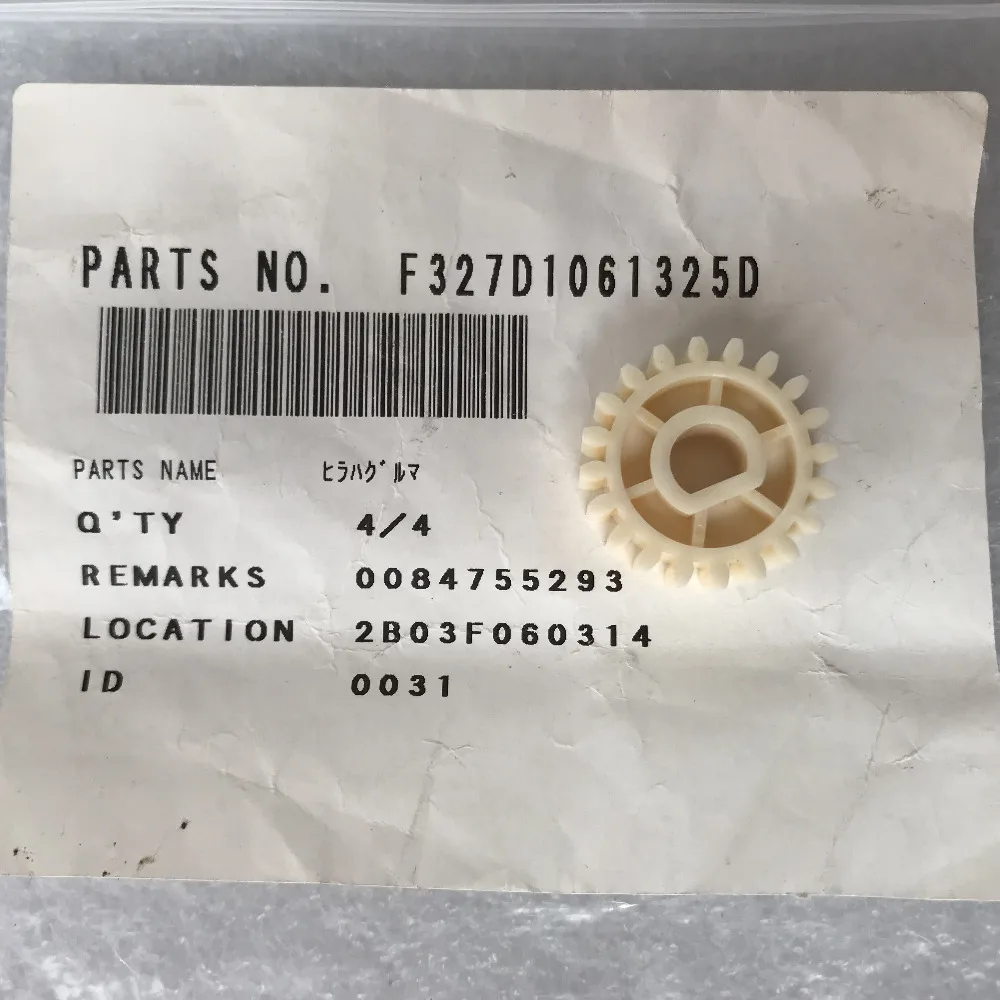 PARTS NO. F327D1061325D
PARTS NAME ﾋﾗﾊｸﾞﾙﾏ
Q'TY 4/4
REMARKS 0084755293
LOCATION 2B03F060314
ID 0031